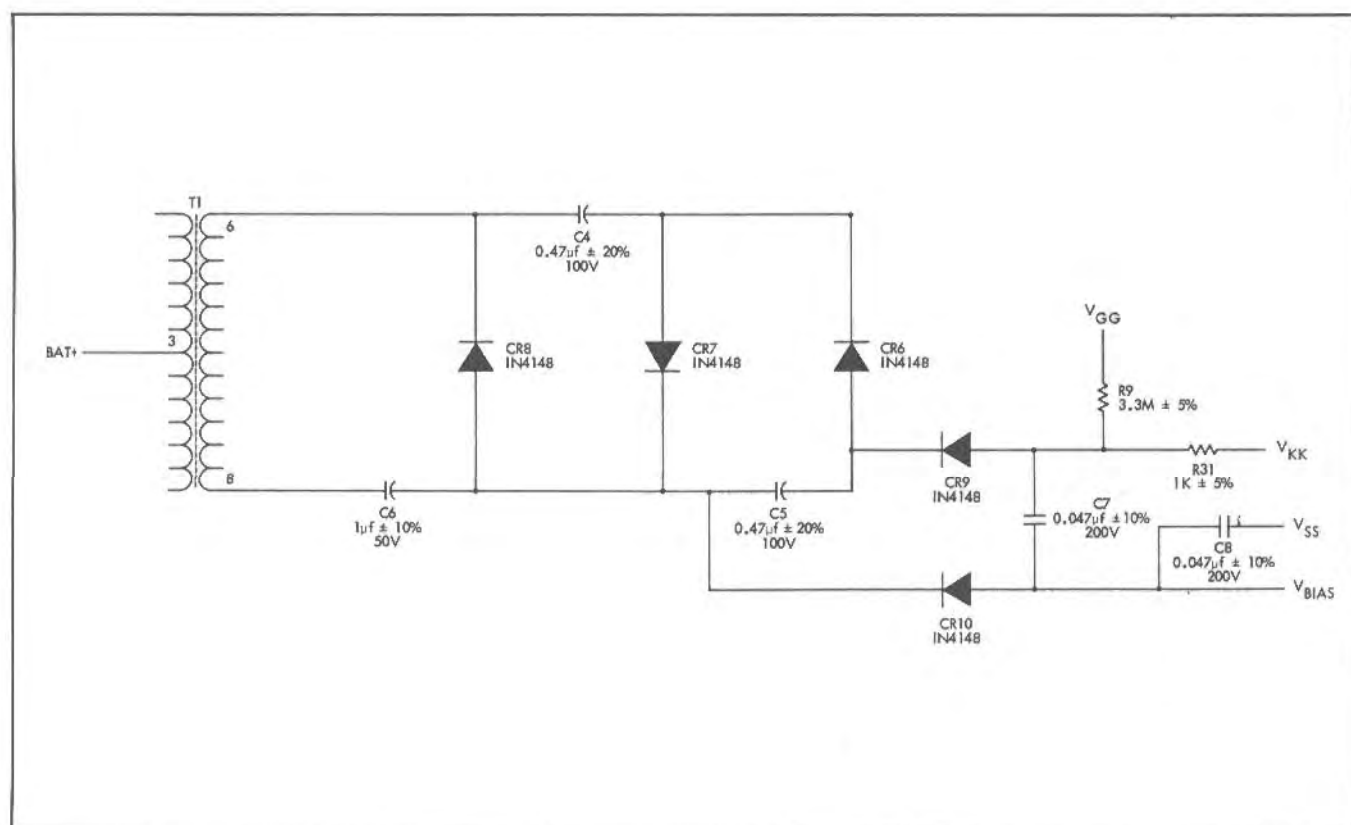 T1
6
C4
0.47µf ± 20%
100V
BAT+
3
CR8
IN4148
CR7
IN4148
CR6
IN4148
V_GG
R9
3.3M ± 5%
8
C6
1µf ± 10%
50V
C5
0.47µf ± 20%
100V
CR9
IN4148
R31
1K ± 5%
V_KK
C7
0.047µf ±10%
200V
C8
0.047µf ± 10%
200V
V_SS
V_BIAS
CR10
IN4148